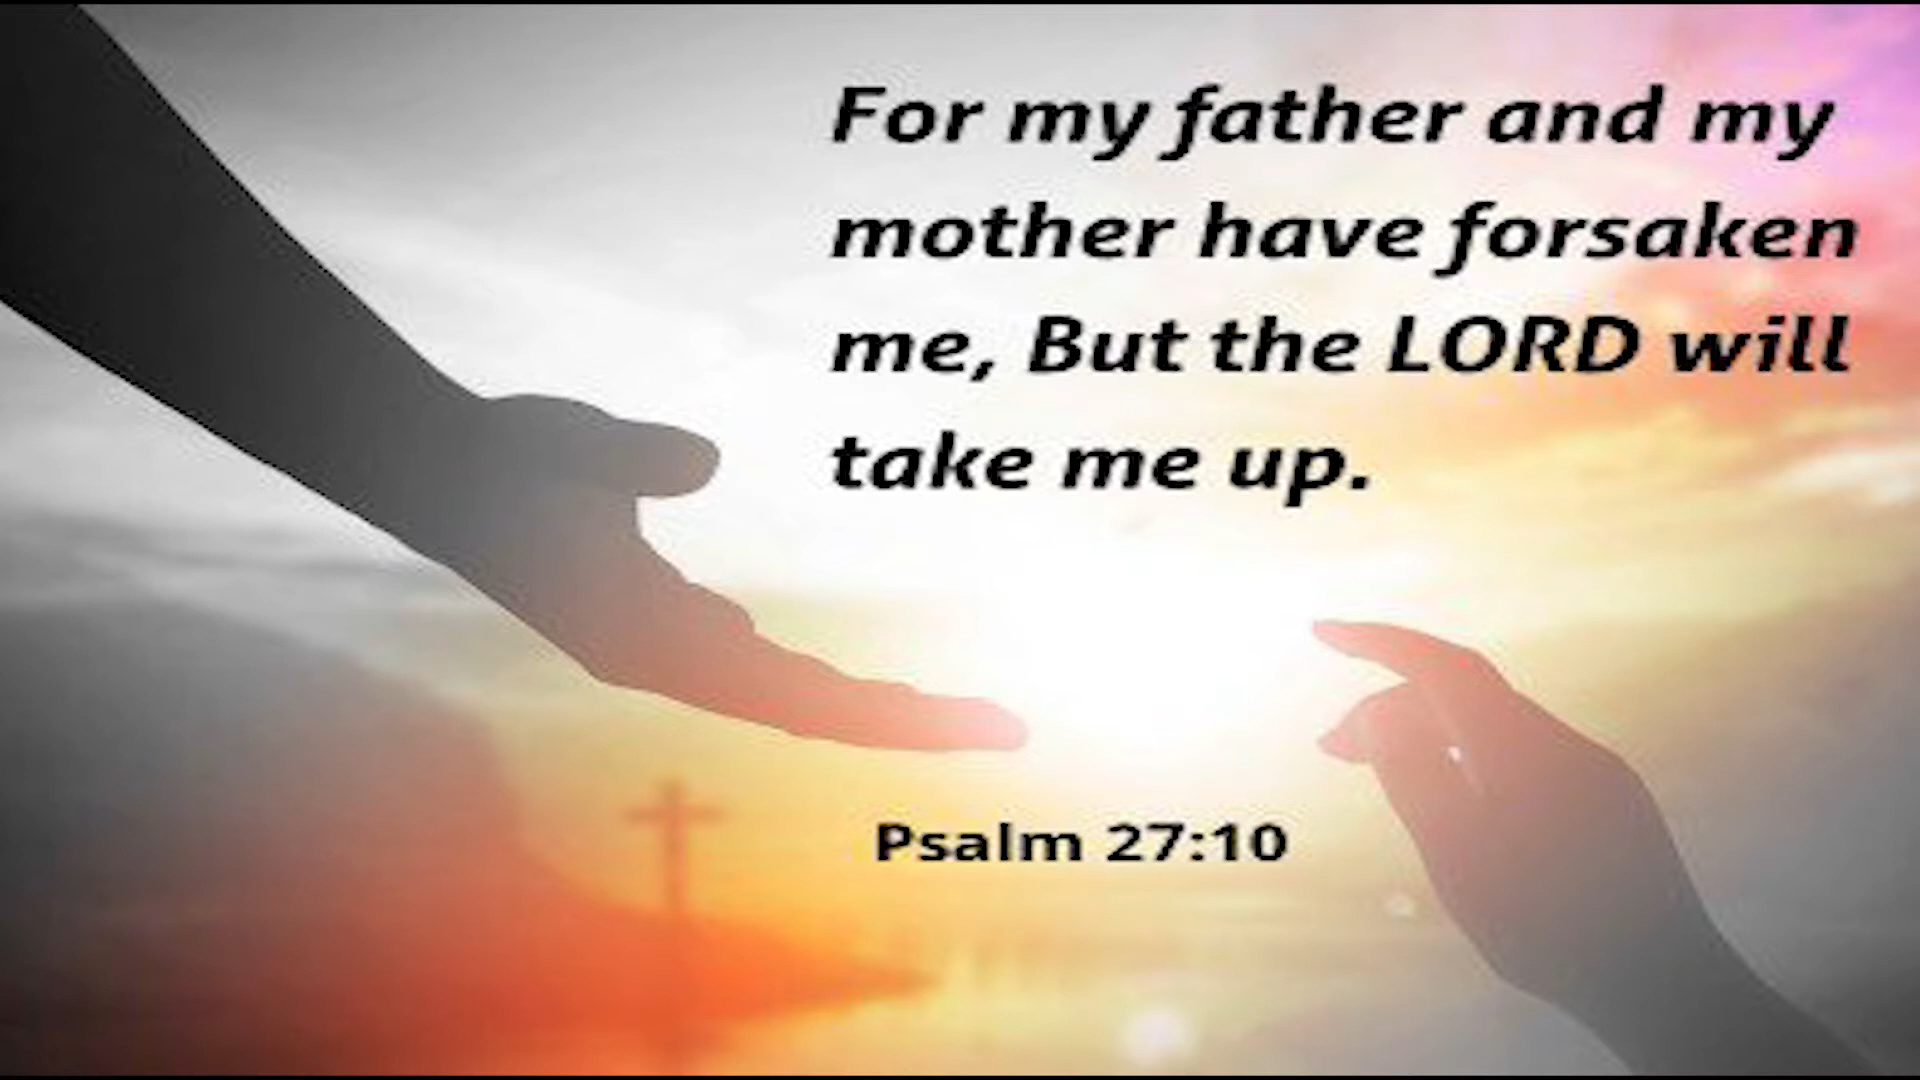 For my father and my
mother have forsaken
me, But the LORD will
take me up.
Psalm 27:10